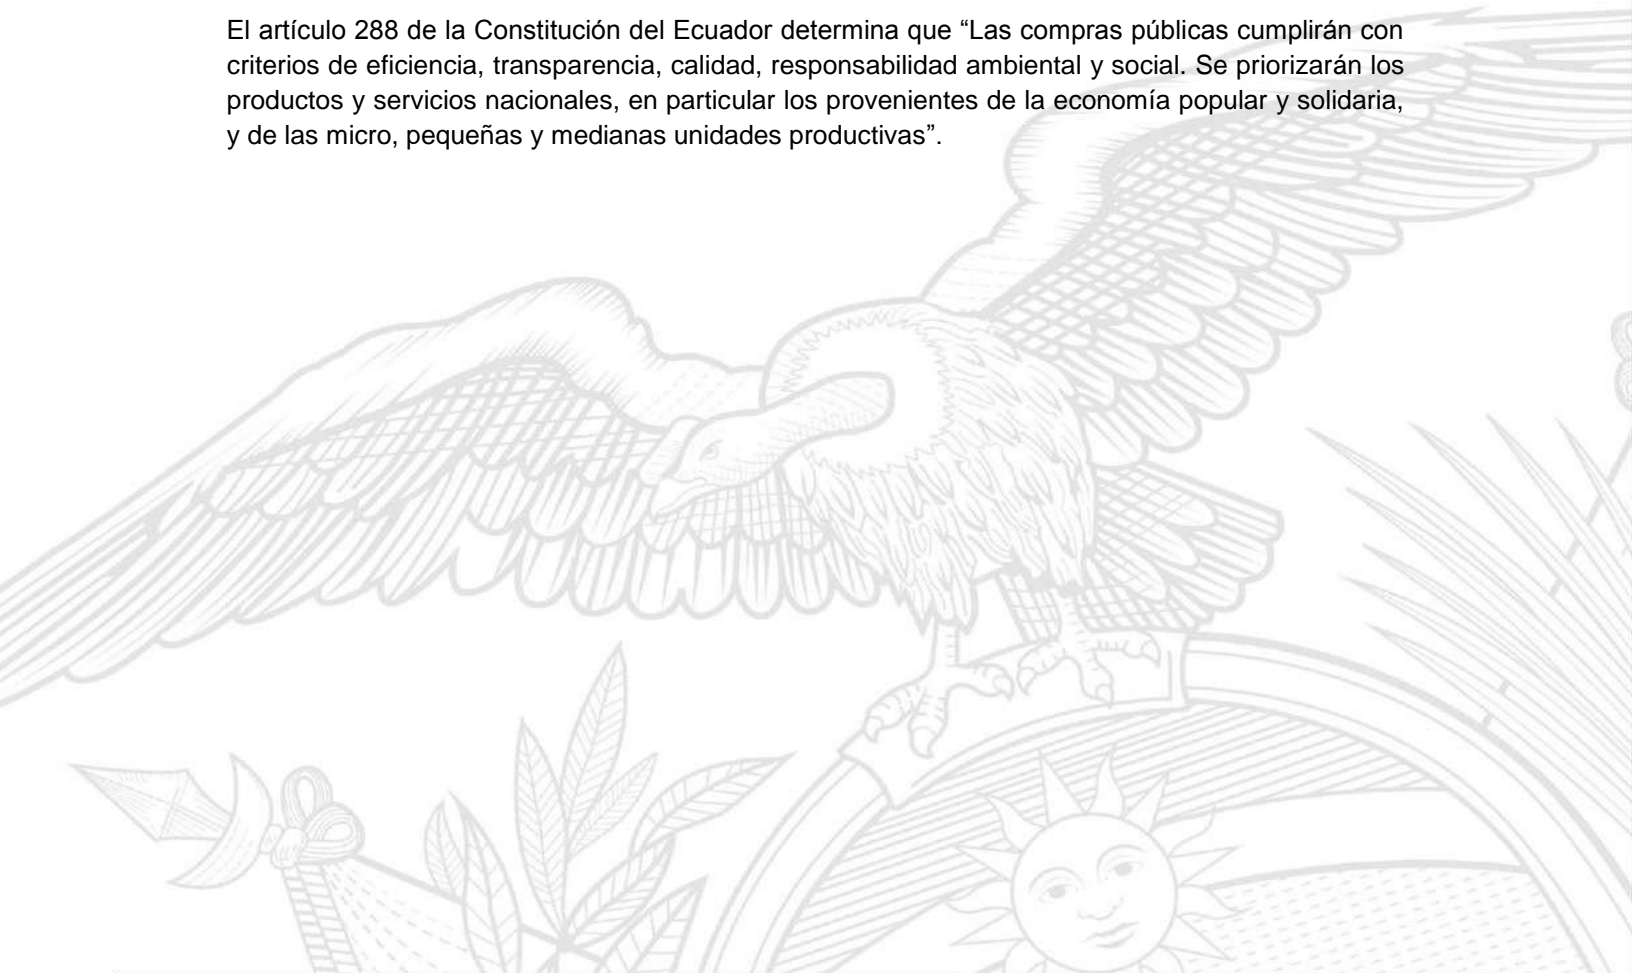 El artículo 288 de la Constitución del Ecuador determina que “Las compras públicas cumplirán con
criterios de eficiencia, transparencia, calidad, responsabilidad ambiental y social. Se priorizarán los
productos y servicios nacionales, en particular los provenientes de la economía popular y solidaria,
y de las micro, pequeñas y medianas unidades productivas”.